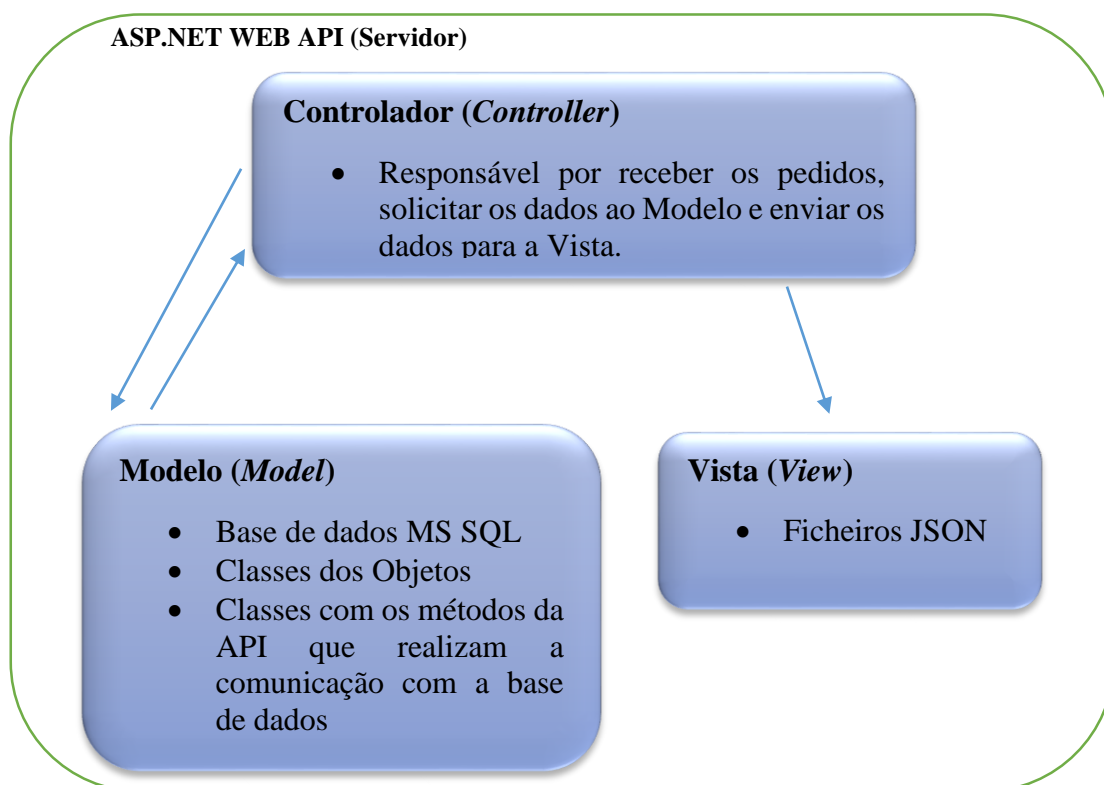 ASP.NET WEB API (Servidor)
Controlador (Controller)
• Responsável por receber os pedidos,
solicitar os dados ao Modelo e enviar os
dados para a Vista.
Modelo (Model)
• Base de dados MS SQL
• Classes dos Objetos
• Classes com os métodos da
API que realizam a
comunicação com a base
de dados
Vista (View)
• Ficheiros JSON